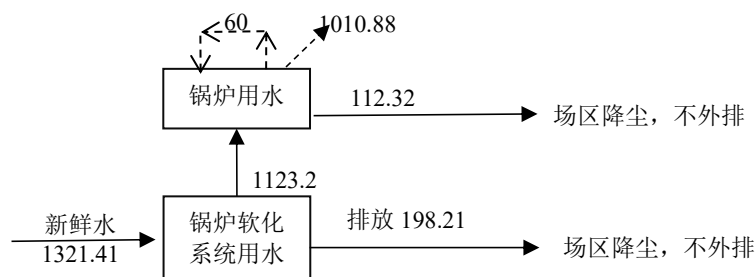 60
1010.88
锅炉用水
112.32
场区降尘，不外排
1123.2
新鲜水
1321.41
锅炉软化
系统用水
排放 198.21
场区降尘，不外排